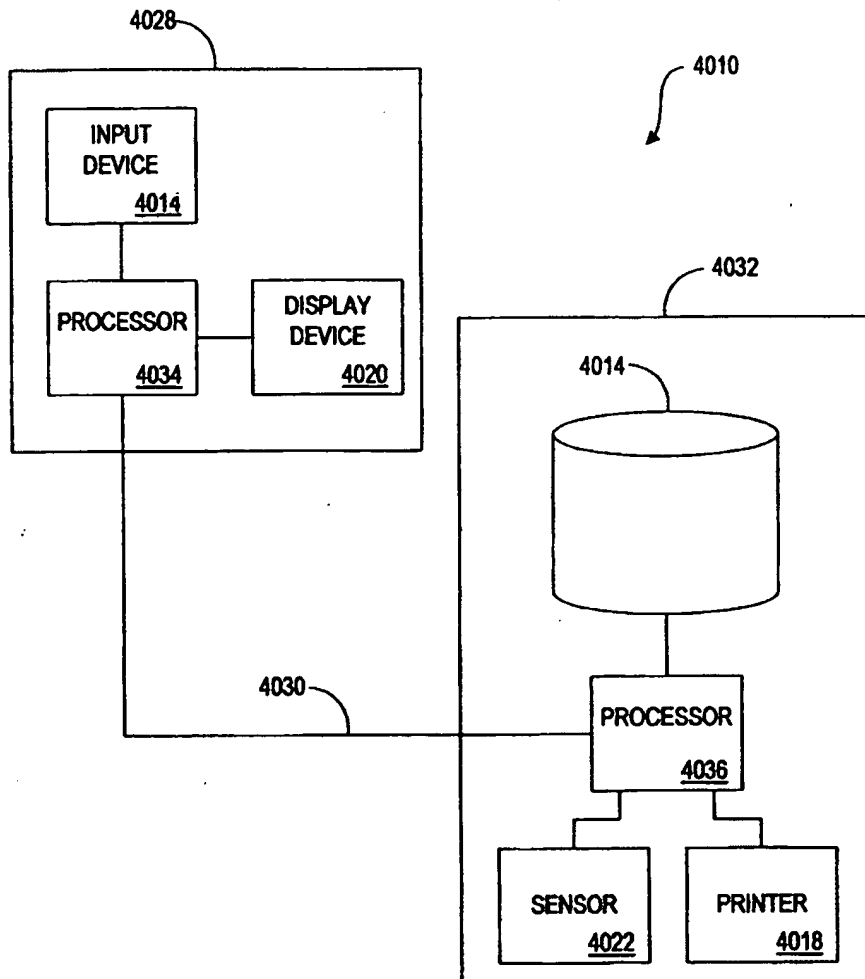 4028
4010
INPUT
DEVICE
4014
PROCESSOR
4034
DISPLAY
DEVICE
4020
4032
4014
4030
PROCESSOR
4036
SENSOR
4022
PRINTER
4018